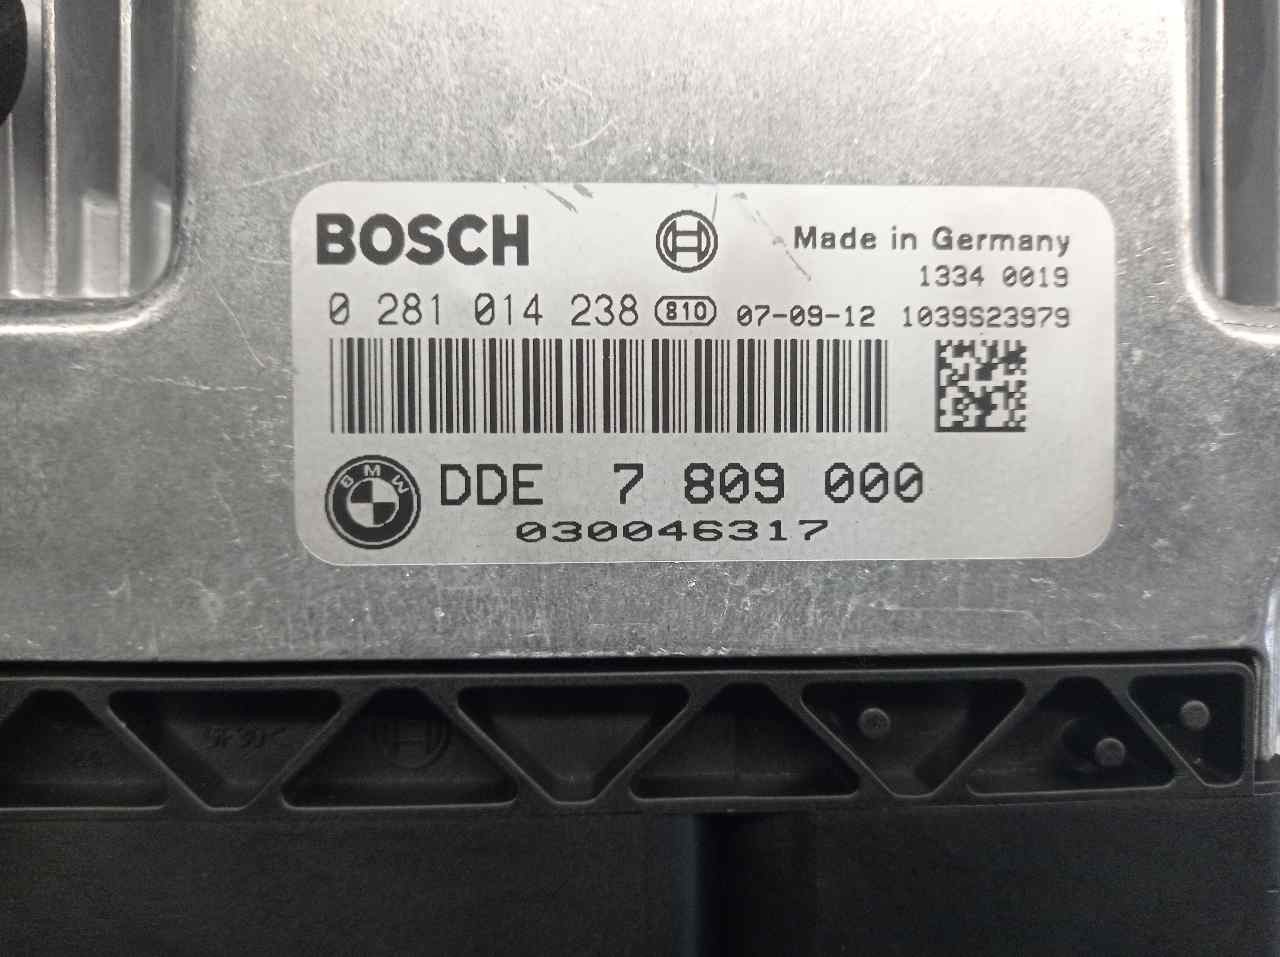 BOSCH
Made in Germany
1334 0019
0 281 014 238 810 07-09-12 1039S23979
BMW
DDE 7 809 000
030046317